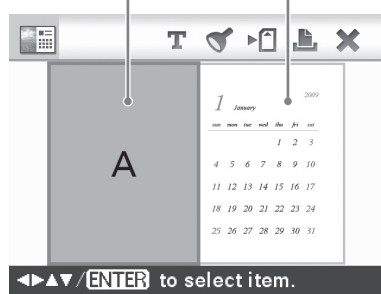 T
A
1 January 2009
sun mon tue wed thu fri sat
1 2 3
4 5 6 7 8 9 10
11 12 13 14 15 16 17
18 19 20 21 22 23 24
25 26 27 28 29 30 31
◀▶▲▼/ENTER to select item.